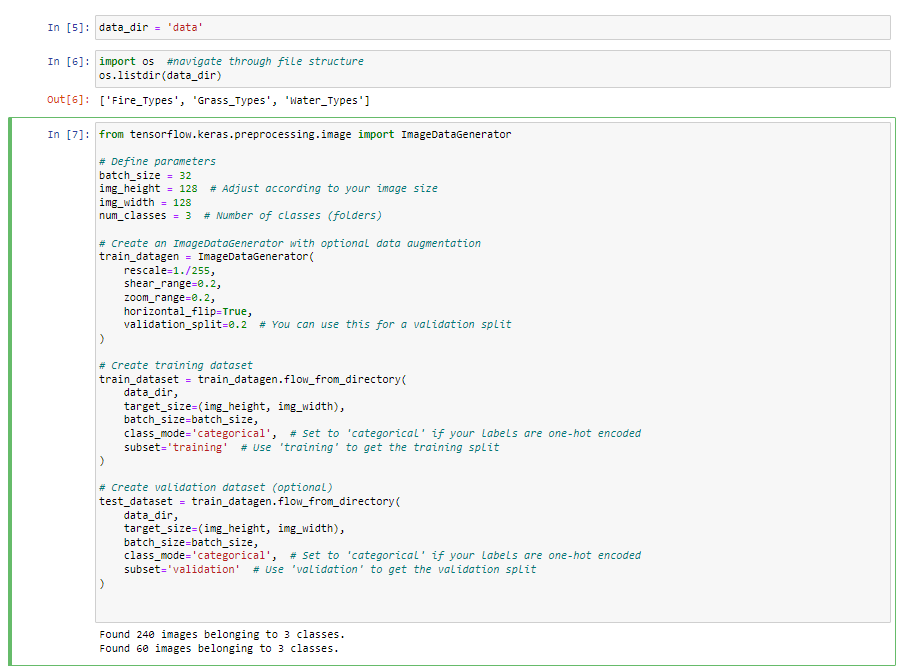 In [5]: data_dir = 'data'
In [6]: import os  #navigate through file structure
os.listdir(data_dir)
Out[6]: ['Fire_Types', 'Grass_Types', 'Water_Types']
In [7]: from tensorflow.keras.preprocessing.image import ImageDataGenerator
# Define parameters
batch_size = 32
img_height = 128  # Adjust according to your image size
img_width = 128
num_classes = 3  # Number of classes (folders)
# Create an ImageDataGenerator with optional data augmentation
train_datagen = ImageDataGenerator(
    rescale=1./255,
    shear_range=0.2,
    zoom_range=0.2,
    horizontal_flip=True,
    validation_split=0.2  # You can use this for a validation split
)
# Create training dataset
train_dataset = train_datagen.flow_from_directory(
    data_dir,
    target_size=(img_height, img_width),
    batch_size=batch_size,
    class_mode='categorical',  # Set to 'categorical' if your labels are one-hot encoded
    subset='training'  # Use 'training' to get the training split
)
# Create validation dataset (optional)
test_dataset = train_datagen.flow_from_directory(
    data_dir,
    target_size=(img_height, img_width),
    batch_size=batch_size,
    class_mode='categorical',  # Set to 'categorical' if your labels are one-hot encoded
    subset='validation'  # Use 'validation' to get the validation split
)
Found 240 images belonging to 3 classes.
Found 60 images belonging to 3 classes.